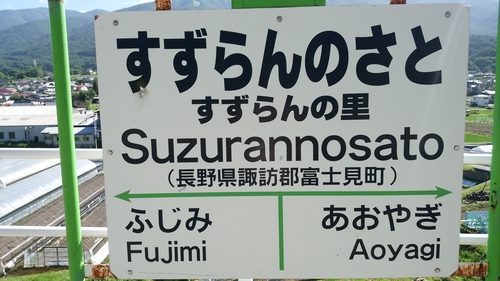 すずらんのさと
すずらんの里
Suzurannosato
(長野県諏訪郡富士見町)
ふじみ あおやぎ
Fujimi Aoyagi